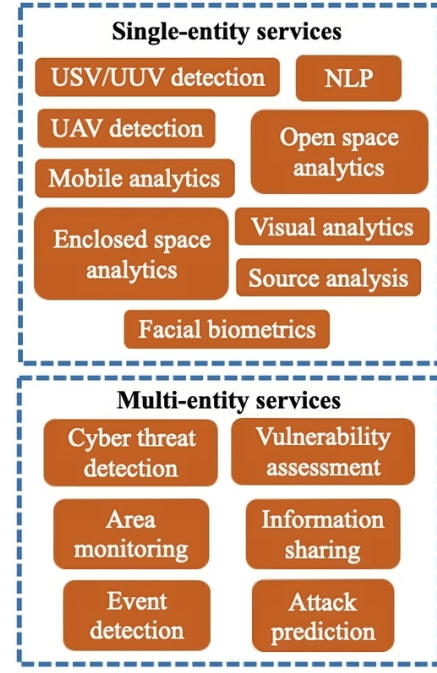 Single-entity services
USV/UUV detection
NLP
UAV detection
Open space
analytics
Mobile analytics
Enclosed space
analytics
Visual analytics
Source analysis
Facial biometrics
Multi-entity services
Cyber threat
detection
Vulnerability
assessment
Area
monitoring
Information
sharing
Event
detection
Attack
prediction